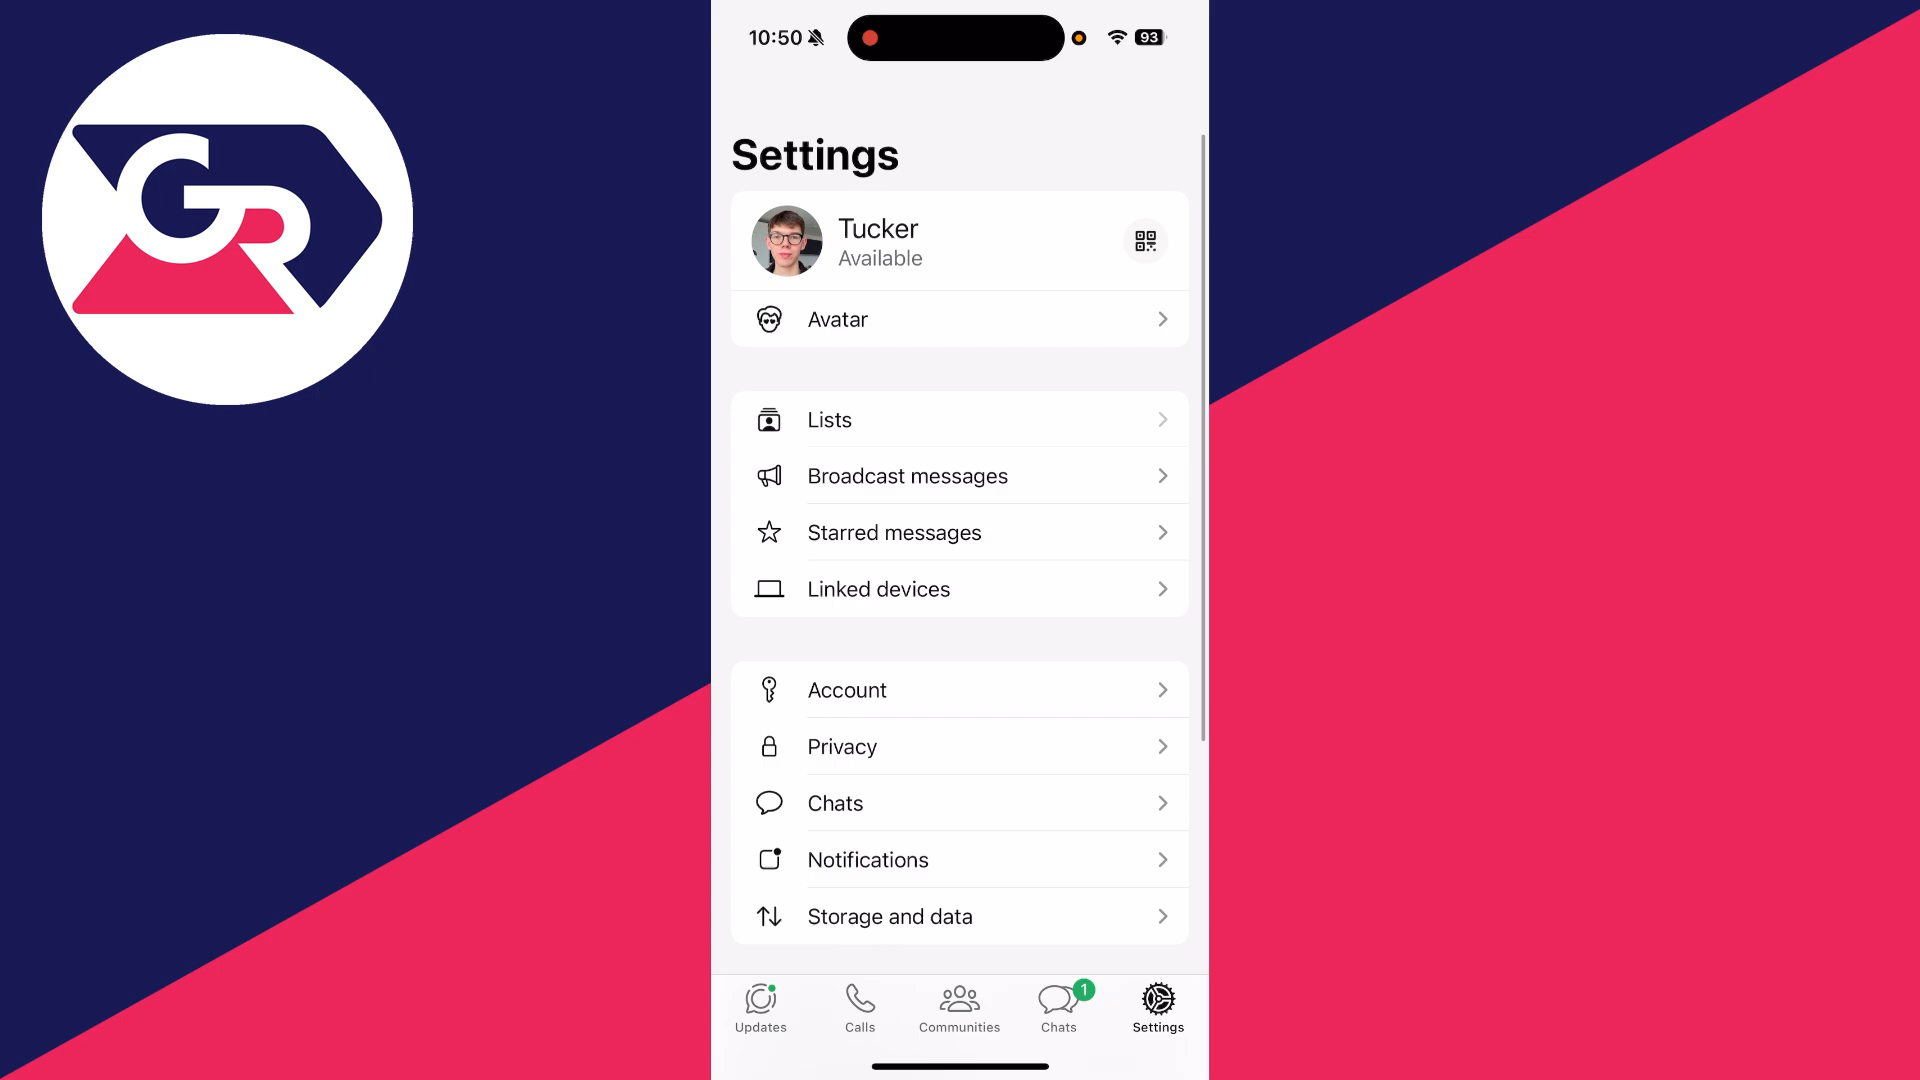 GR
10:50
93
Settings
Tucker
Available
Avatar
Lists
Broadcast messages
Starred messages
Linked devices
Account
Privacy
Chats
Notifications
Storage and data
1
Updates
Calls
Communities
Chats
Settings